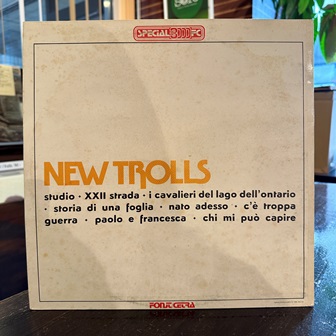 SPECIAL 3000 FC
NEW TROLLS
studio · XXII strada · i cavalieri del lago dell'ontario
· storia di una foglia · nato adesso · c'è troppa
guerra · paolo e francesca · chi mi può capire
FONIT-CETRA